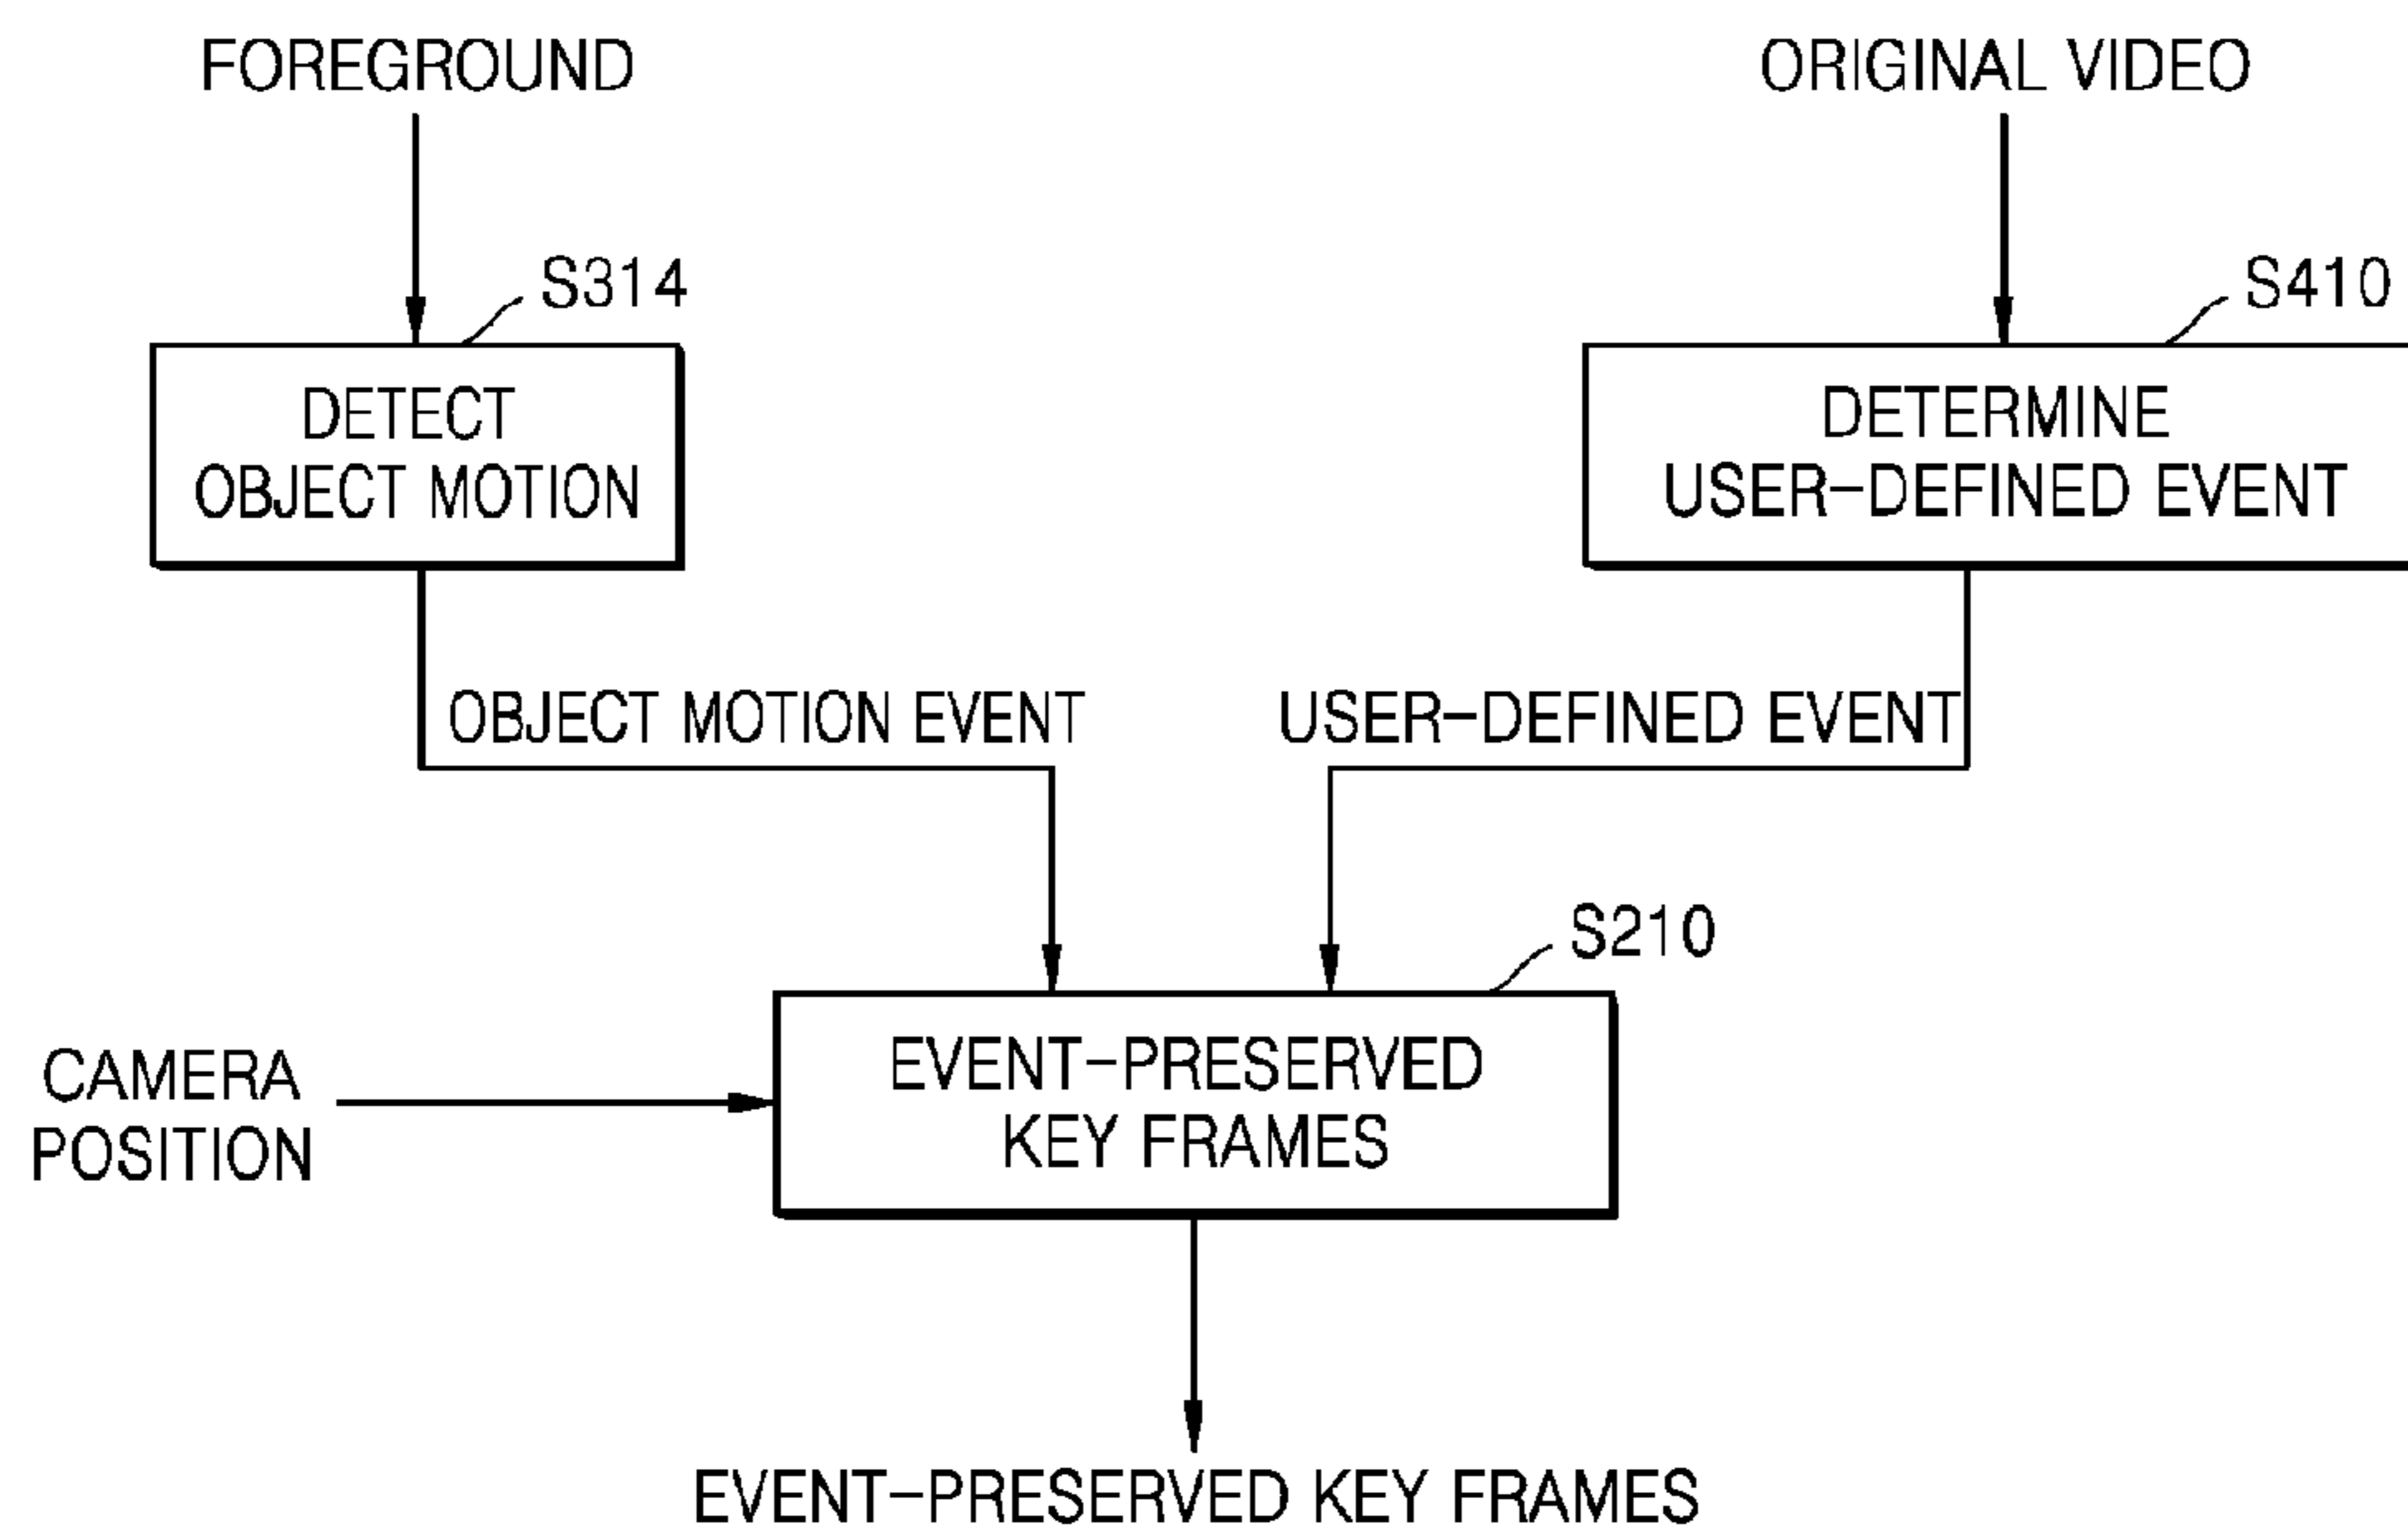 FOREGROUND
ORIGINAL VIDEO
S314
S410
DETECT
OBJECT MOTION
DETERMINE
USER-DEFINED EVENT
OBJECT MOTION EVENT
USER-DEFINED EVENT
S210
CAMERA
POSITION
EVENT-PRESERVED
KEY FRAMES
EVENT-PRESERVED KEY FRAMES